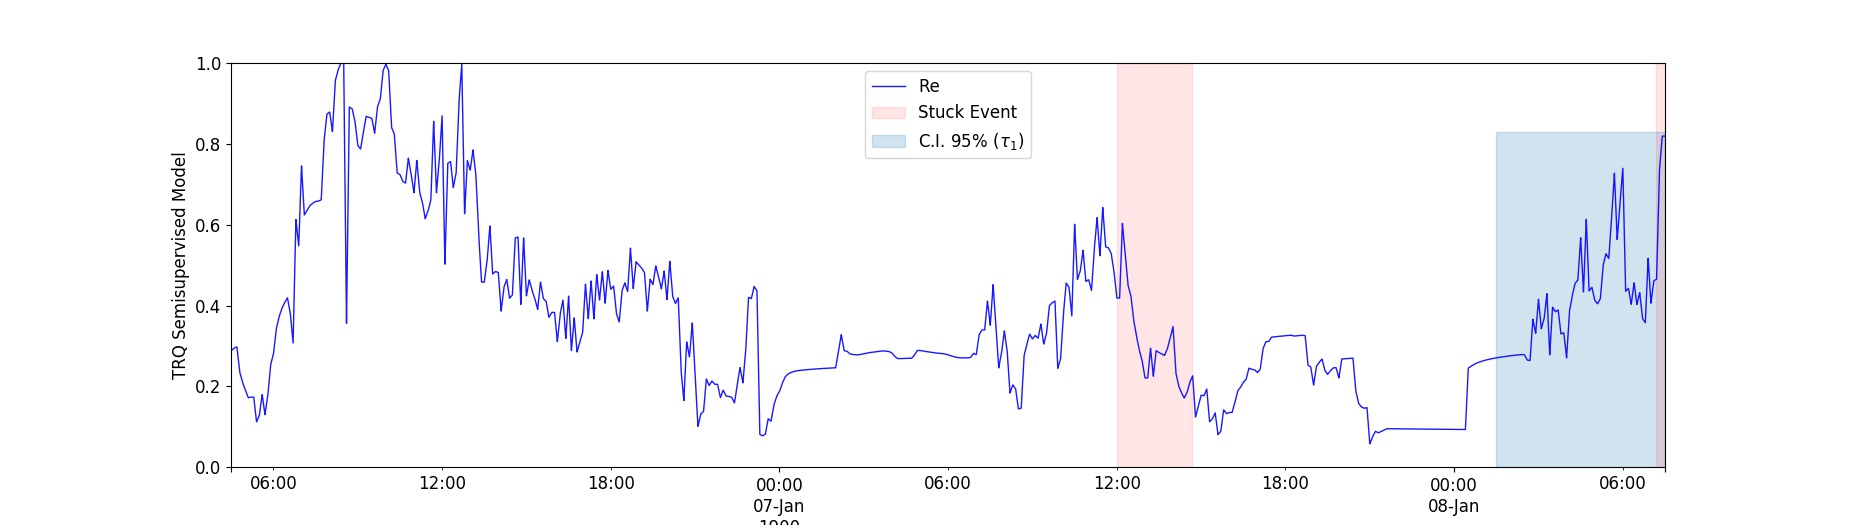 TRQ Semisupervised Model
1.0
0.8
0.6
0.4
0.2
0.0
Re
Stuck Event
C.I. 95% (τ₁)
06:00 12:00 18:00 00:00 06:00 12:00 18:00 00:00 06:00
07-Jan 08-Jan
1900